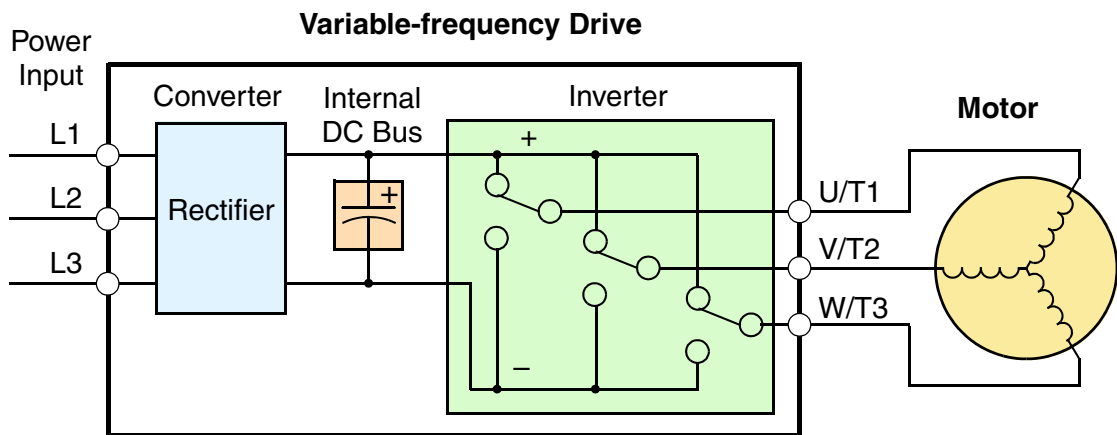 Variable-frequency Drive
Power
Input
Converter
Internal
DC Bus
Inverter
Motor
L1
L2
L3
Rectifier
+
+
–
U/T1
V/T2
W/T3